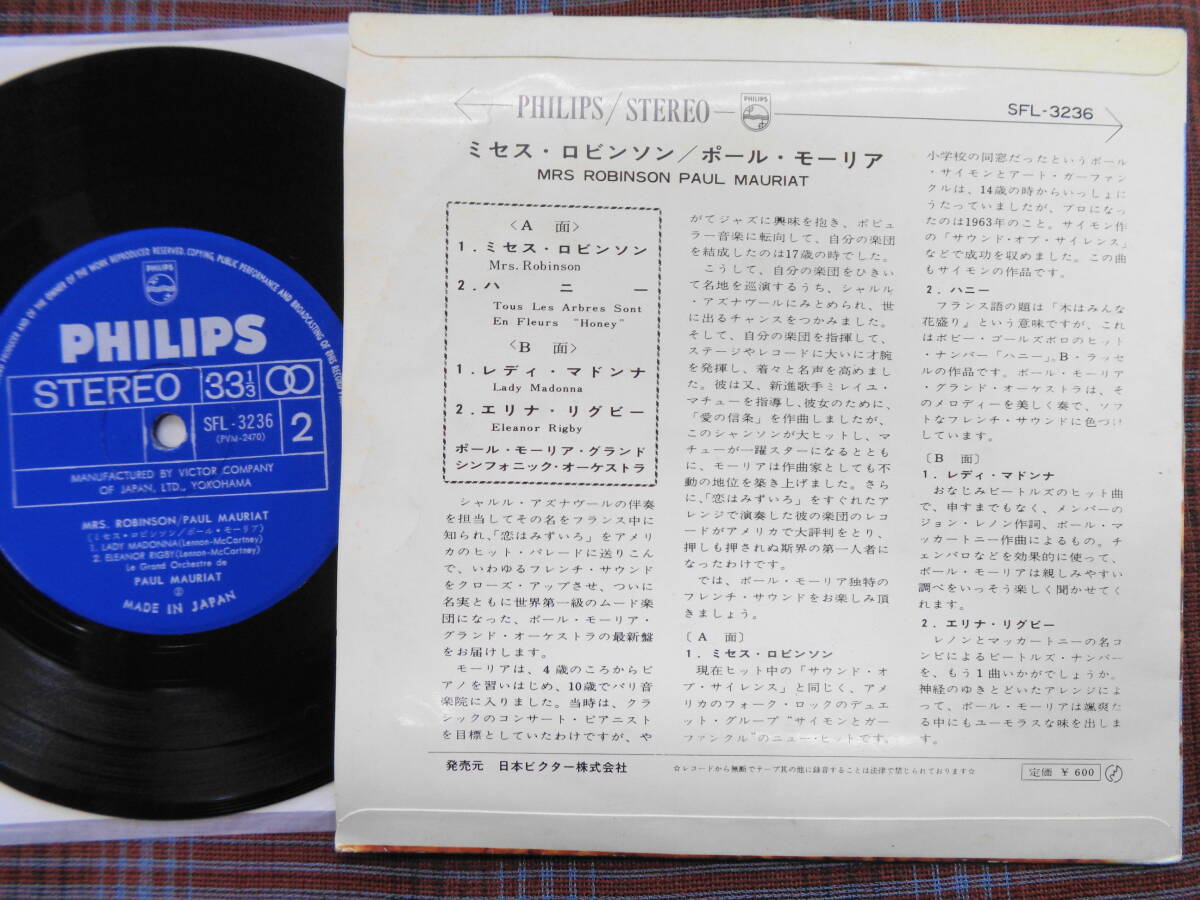 PHILIPS
STEREO
33 1/3
SFL-3236
(PVM-2470)
2
MANUFACTURED BY VICTOR COMPANY
OF JAPAN, LTD., YOKOHAMA
MRS. ROBINSON/PAUL MAURIAT
(ミセス・ロビンソン/ポール・モーリア)
1. LADY MADONNA(Lennon-McCartney)
2. ELEANOR RIGBY(Lennon-McCartney)
Le Grand Orchestre de
PAUL MAURIAT
MADE IN JAPAN
PHILIPS/STEREO
PHILIPS
SFL-3236
ミセス・ロビンソン/ポール・モーリア
MRS ROBINSON PAUL MAURIAT
〈A 面〉
1. ミセス・ロビンソン
Mrs. Robinson
2. ハニー
Tous Les Arbres Sont
En Fleurs "Honey"
〈B 面〉
1. レディ・マドンナ
Lady Madonna
2. エリナ・リグビー
Eleanor Rigby
ポール・モーリア・グランド
シンフォニック・オーケストラ
シャルル・アズナヴールの伴奏
を担当してその名をフランス中に
知られ、「恋はみずいろ」をアメリ
カのヒット・パレードに送りこん
で、いわゆるフレンチ・サウンド
をクローズ・アップさせ、ついに
名実ともに世界第一級のムード楽
団になった、ポール・モーリア・
グランド・オーケストラの最新盤
をお届けします。
モーリアは、4歳のころからピ
アノを習いはじめ、10歳でパリ音
楽院に入りました。当時は、クラ
シックのコンサート・ピアニスト
を目標としていたわけですが、や
がてジャズに興味を抱き、ポピュ
ラー音楽に転向して、自分の楽団
を結成したのは17歳の時でした。
こうして、自分の楽団をひきい
て各地を巡演するうち、シャルル
・アズナヴールにみとめられ、世
に出るチャンスをつかみました。
そして、自分の楽団を指揮して、
ステージやレコードに大いに才腕
を発揮し、着々と名声を高めまし
た。彼は又、新進歌手ミレイユ・
マチューを指導し、彼女のために、
「愛の信条」を作曲しましたが、
このシャンソンが大ヒットし、マ
チューが一躍スターになるととも
に、モーリアは作曲家としても不
動の地位を築き上げました。さら
に、「恋はみずいろ」をすぐれたア
レンジで演奏した彼の楽団のレコ
ードがアメリカで大評判をとり、
押しも押されぬ斯界の第一人者に
なったわけです。
では、ポール・モーリア独特の
フレンチ・サウンドをお楽しみ頂
きましょう。
〔A 面〕
1. ミセス・ロビンソン
現在ヒット中の「サウンド・オ
ブ・サイレンス」と同じく、アメ
リカのフォーク・ロックのデュエ
ット・グループ"サイモンとガー
ファンクル"のニュー・ヒットです。
小学校の同窓だったというポール
・サイモンとアート・ガーファン
クルは、14歳の時からいっしょに
うたっていましたが、プロになっ
たのは1963年のこと。サイモン作
の「サウンド・オブ・サイレンス」
などで成功を収めました。この曲
もサイモンの作品です。
2. ハニー
フランス語の題は「木はみんな
花盛り」という意味ですが、これ
はボビー・ゴールズボロのヒット
・ナンバー「ハニー」。B・ラッセ
ルの作品です。ポール・モーリア
・グランド・オーケストラは、そ
のメロディーを美しく奏で、ソフ
トなフレンチ・サウンドに色づけ
しています。
〔B 面〕
1. レディ・マドンナ
おなじみビートルズのヒット曲
で、申すまでもなく、メンバーの
ジョン・レノン作詞、ポール・マ
ッカートニー作曲によるもの。チ
ェンバロなどを効果的に使って、
ポール・モーリアは親しみやすい
調べをいっそう楽しく聞かせてく
れます。
2. エリナ・リグビー
レノンとマッカートニーの名コ
ンビによるビートルズ・ナンバー
を、もう1曲いかがでしょうか。
神経のゆきとどいたアレンジによ
って、ポール・モーリアは颯爽た
る中にもユーモラスな味を出しま
す。
発売元 日本ビクター株式会社
☆レコードから無断でテープ其の他に録音することは法律で禁じられております☆
定価 ¥ 600